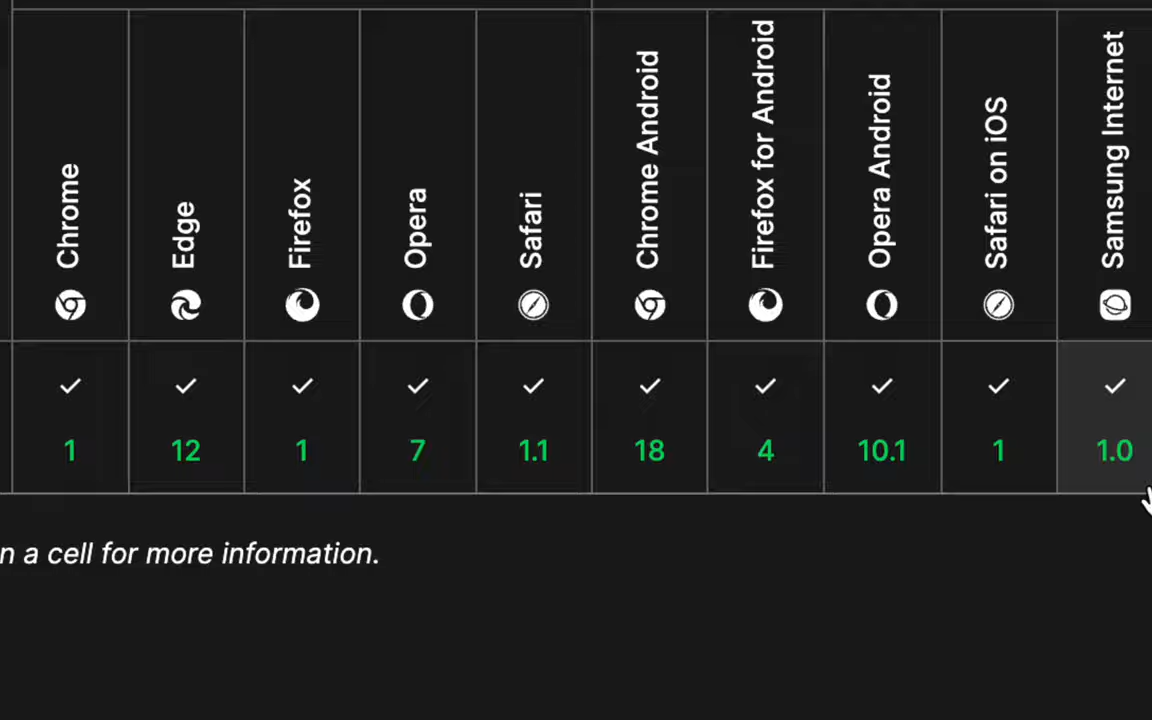 Chrome
Edge
Firefox
Opera
Safari
Chrome Android
Firefox for Android
Opera Android
Safari on iOS
Samsung Internet
1 12 1 7 1.1 18 4 10.1 1 1.0
n a cell for more information.